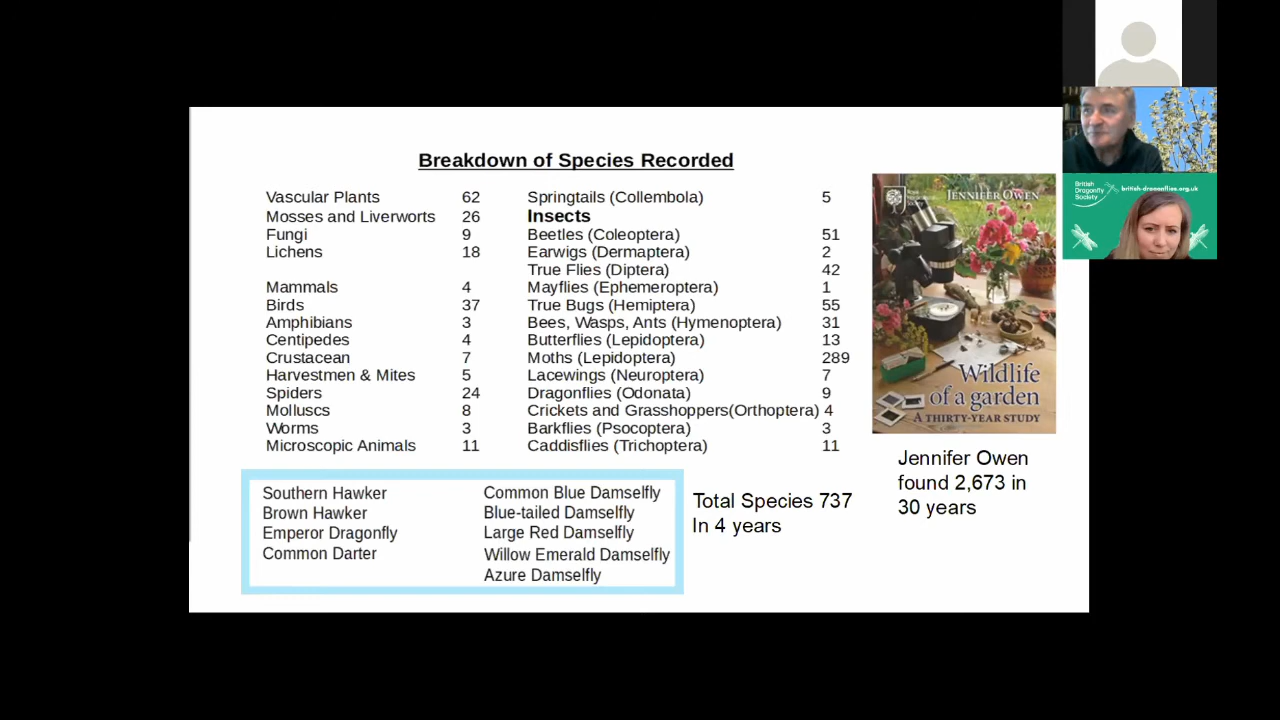 Breakdown of Species Recorded
Vascular Plants 62
Mosses and Liverworts 26
Fungi 9
Lichens 18
Mammals 4
Birds 37
Amphibians 3
Centipedes 4
Crustacean 7
Harvestmen & Mites 5
Spiders 24
Molluscs 8
Worms 3
Microscopic Animals 11
Springtails (Collembola) 5
Insects
Beetles (Coleoptera) 51
Earwigs (Dermaptera) 2
True Flies (Diptera) 42
Mayflies (Ephemeroptera) 1
True Bugs (Hemiptera) 55
Bees, Wasps, Ants (Hymenoptera) 31
Butterflies (Lepidoptera) 13
Moths (Lepidoptera) 289
Lacewings (Neuroptera) 7
Dragonflies (Odonata) 9
Crickets and Grasshoppers(Orthoptera) 4
Barkflies (Psocoptera) 3
Caddisflies (Trichoptera) 11
Southern Hawker
Brown Hawker
Emperor Dragonfly
Common Darter
Common Blue Damselfly
Blue-tailed Damselfly
Large Red Damselfly
Willow Emerald Damselfly
Azure Damselfly
Total Species 737
In 4 years
JENNIFER OWEN
Wildlife
of a garden
A THIRTY-YEAR STUDY
Jennifer Owen
found 2,673 in
30 years
British
Dragonfly
Society
british-dragonflies.org.uk